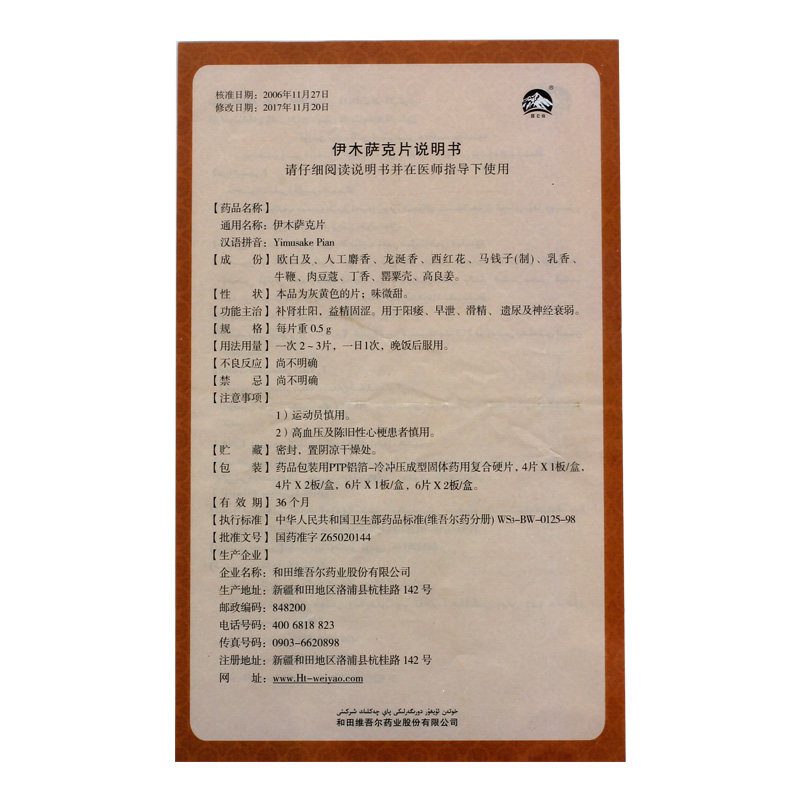 核准日期：2006年11月27日
修改日期：2017年11月20日
®
昆仑山
伊木萨克片说明书
请仔细阅读说明书并在医师指导下使用
【药品名称】
通用名称：伊木萨克片
汉语拼音：Yimusake Pian
【成　　份】欧白及、人工麝香、龙涎香、西红花、马钱子(制)、乳香、
牛鞭、肉豆蔻、丁香、罂粟壳、高良姜。
【性　　状】本品为灰黄色的片；味微甜。
【功能主治】补肾壮阳，益精固涩。用于阳痿、早泄、滑精、遗尿及神经衰弱。
【规　　格】每片重 0.5 g
【用法用量】一次 2～3片，一日1次，晚饭后服用。
【不良反应】尚不明确
【禁　　忌】尚不明确
【注意事项】
1）运动员慎用。
2）高血压及陈旧性心梗患者慎用。
【贮　　藏】密封，置阴凉干燥处。
【包　　装】药品包装用PTP铝箔-冷冲压成型固体药用复合硬片，4片 X 1板/盒，
4片 X 2板/盒，6片 X 1板/盒，6片 X 2板/盒。
【有 效 期】36 个月
【执行标准】中华人民共和国卫生部药品标准(维吾尔药分册) WS3-BW-0125-98
【批准文号】国药准字 Z65020144
【生产企业】
企业名称：和田维吾尔药业股份有限公司
生产地址：新疆和田地区洛浦县杭桂路 142 号
邮政编码：848200
电话号码：400 6818 823
传真号码：0903-6620898
注册地址：新疆和田地区洛浦县杭桂路 142 号
网　　址：www.Ht-weiyao.com
خوتەن ئۇيغۇر دورىگەرلىكى پاي چەكلىك شىركىتى
和田维吾尔药业股份有限公司